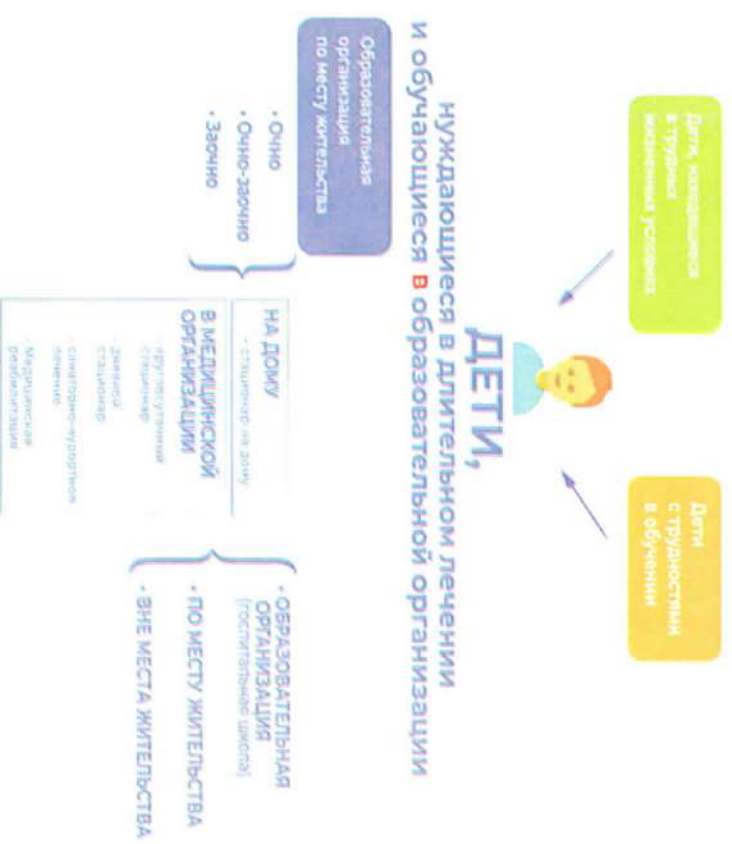 Дети, находящиеся
в трудных
жизненных условиях
Дети
с трудностями
в обучении
ДЕТИ,
нуждающиеся в длительном лечении
и обучающиеся в образовательной организации
Образовательная
организация
по месту жительства
• Очно
• Очно-заочно
• Заочно
НА ДОМУ
- стационар на дому
В МЕДИЦИНСКОЙ
ОРГАНИЗАЦИИ
- круглосуточный
стационар
- дневной
стационар
- санаторно-курортное
лечение
- Медицинская
реабилитация
• ОБРАЗОВАТЕЛЬНАЯ
ОРГАНИЗАЦИЯ
(госпитальная школа)
• ПО МЕСТУ ЖИТЕЛЬСТВА
• ВНЕ МЕСТА ЖИТЕЛЬСТВА